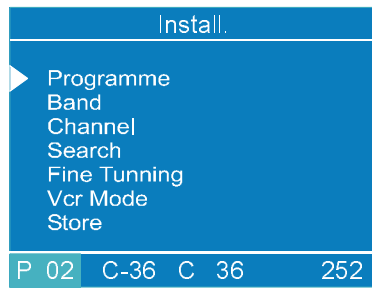 Install.
Programme
Band
Channel
Search
Fine Tunning
Vcr Mode
Store
P 02 C-36 C 36 252